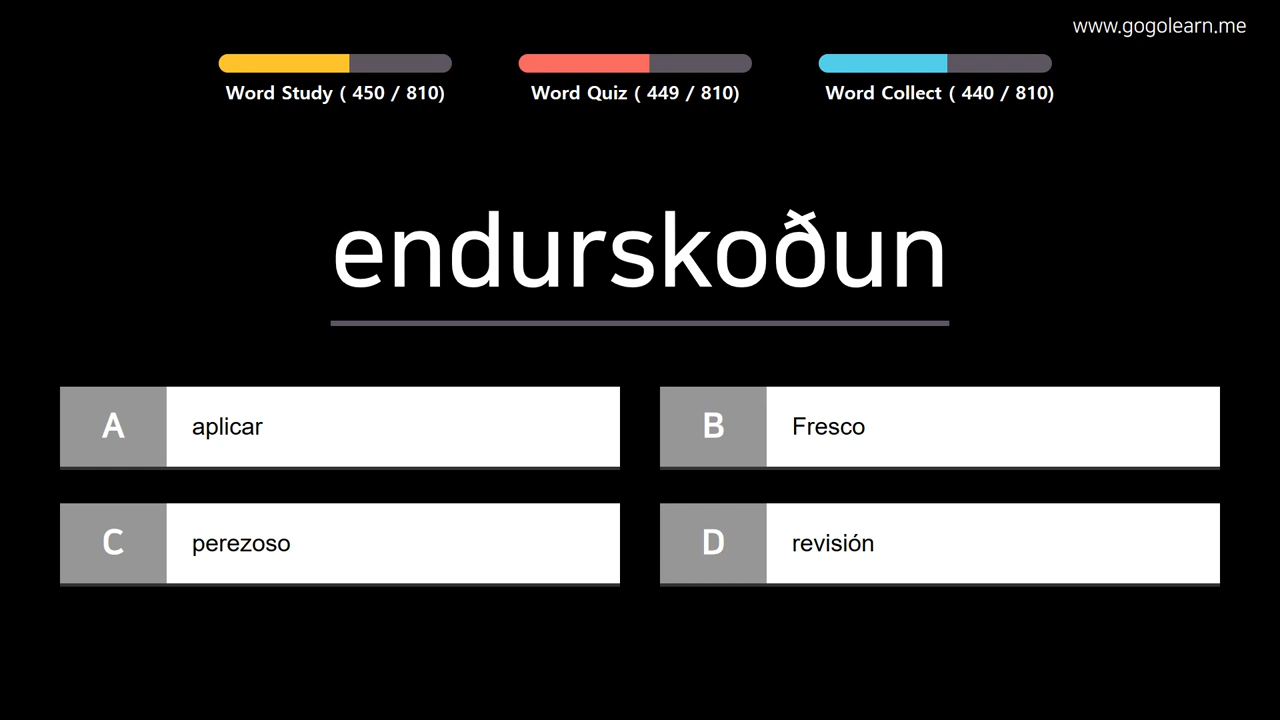 www.gogolearn.me
Word Study ( 450 / 810)
Word Quiz ( 449 / 810)
Word Collect ( 440 / 810)
endurskoðun
A aplicar
B Fresco
C perezoso
D revisión